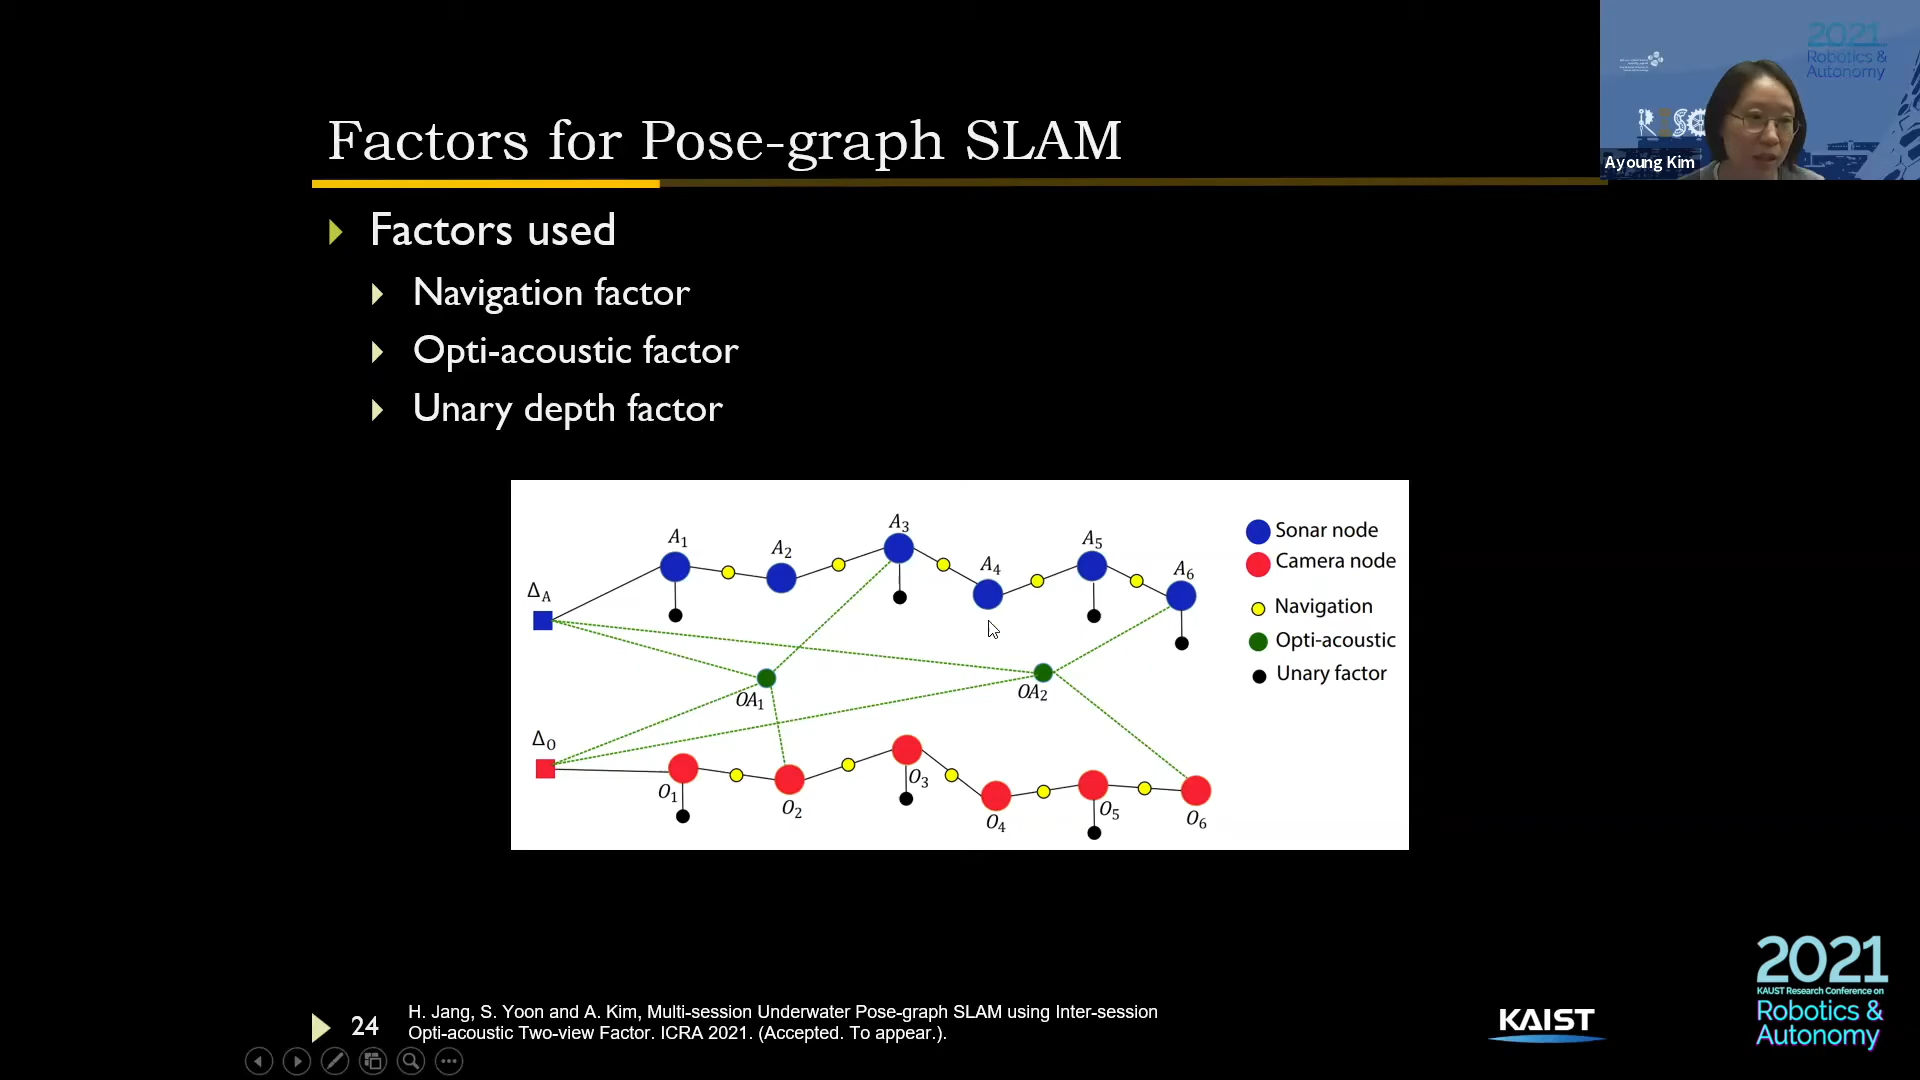 2021
Robotics &
Autonomy
Ayoung Kim
Factors for Pose-graph SLAM
Factors used
Navigation factor
Opti-acoustic factor
Unary depth factor
A1
A2
A3
A4
A5
A6
ΔA
OA1
OA2
ΔO
O1
O2
O3
O4
O5
O6
Sonar node
Camera node
Navigation
Opti-acoustic
Unary factor
24
H. Jang, S. Yoon and A. Kim, Multi-session Underwater Pose-graph SLAM using Inter-session
Opti-acoustic Two-view Factor. ICRA 2021. (Accepted. To appear.).
KAIST
2021
KAUST Research Conference on
Robotics &
Autonomy